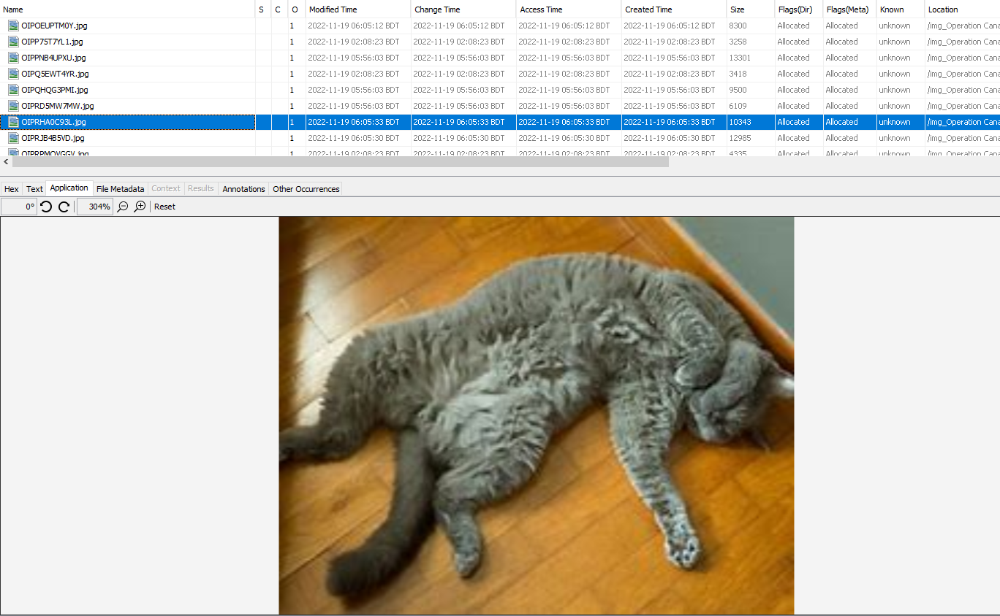 Name S C O Modified Time Change Time Access Time Created Time Size Flags(Dir) Flags(Meta) Known Location
OIPOEUPTM0Y.jpg 1 2022-11-19 06:05:12 BDT 2022-11-19 06:05:12 BDT 2022-11-19 06:05:12 BDT 2022-11-19 06:05:12 BDT 8300 Allocated Allocated unknown /img_Operation Cana
OIPP75T7YL1.jpg 1 2022-11-19 02:08:23 BDT 2022-11-19 02:08:23 BDT 2022-11-19 02:08:23 BDT 2022-11-19 02:08:23 BDT 3258 Allocated Allocated unknown /img_Operation Cana
OIPPNB4UPXU.jpg 1 2022-11-19 05:56:03 BDT 2022-11-19 05:56:03 BDT 2022-11-19 05:56:03 BDT 2022-11-19 05:56:03 BDT 13301 Allocated Allocated unknown /img_Operation Cana
OIPQ5EWT4YR.jpg 1 2022-11-19 02:08:23 BDT 2022-11-19 02:08:23 BDT 2022-11-19 02:08:23 BDT 2022-11-19 02:08:23 BDT 3418 Allocated Allocated unknown /img_Operation Cana
OIPQHQG3PMI.jpg 1 2022-11-19 05:56:03 BDT 2022-11-19 05:56:03 BDT 2022-11-19 05:56:03 BDT 2022-11-19 05:56:03 BDT 9500 Allocated Allocated unknown /img_Operation Cana
OIPRD5MW7MW.jpg 1 2022-11-19 05:56:03 BDT 2022-11-19 05:56:03 BDT 2022-11-19 05:56:03 BDT 2022-11-19 05:56:03 BDT 6109 Allocated Allocated unknown /img_Operation Cana
OIPRHA0C93L.jpg 1 2022-11-19 06:05:33 BDT 2022-11-19 06:05:33 BDT 2022-11-19 06:05:33 BDT 2022-11-19 06:05:33 BDT 10343 Allocated Allocated unknown /img_Operation Cana
OIPRJB4B5VD.jpg 1 2022-11-19 06:05:30 BDT 2022-11-19 06:05:30 BDT 2022-11-19 06:05:30 BDT 2022-11-19 06:05:30 BDT 12985 Allocated Allocated unknown /img_Operation Cana
1 2022-11-19 02:08:23 BDT 2022-11-19 02:08:23 BDT 2022-11-19 02:08:23 BDT 2022-11-19 02:08:23 BDT 4335 Allocated Allocated unknown /img_Operation Cana
Hex Text Application File Metadata Context Results Annotations Other Occurrences
0° 304% Reset